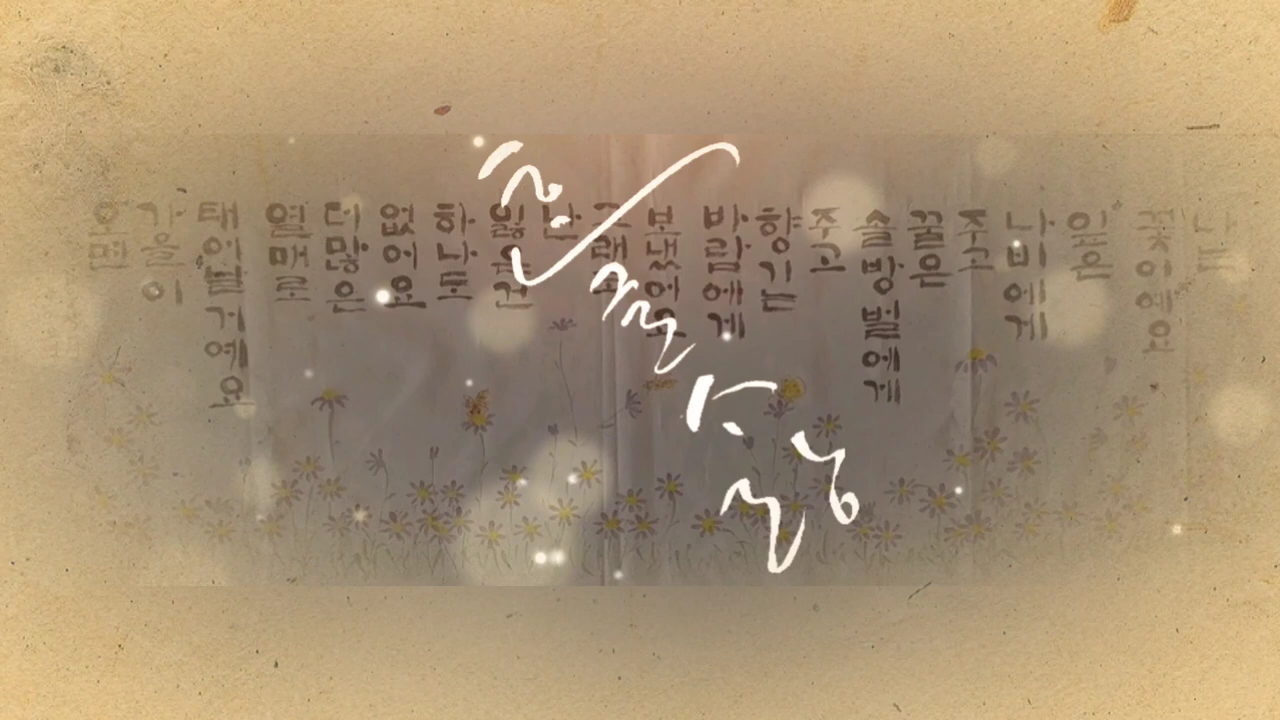 나는
꽃이에요
잎은
나비에게
주고
꿀은
솔방벌에게
주고
향기는
바람에게
보냈어요
그래도
난
잃은건
하나도
없어요
더많은
열매로
태어날거예요
가을이
오면